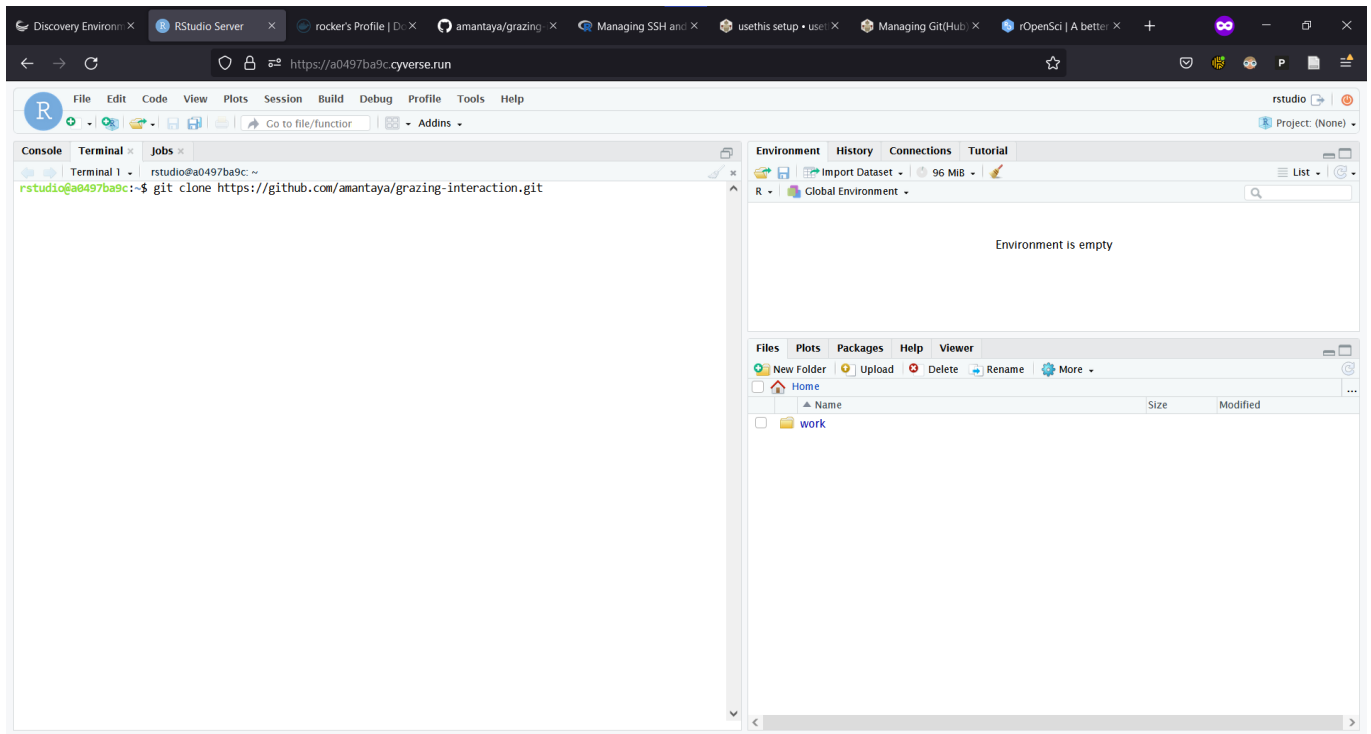 Discovery Environm RStudio Server rocker's Profile | Do amantaya/grazing- Managing SSH and usethis setup • uset Managing Git(Hub) rOpenSci | A better
https://a0497ba9c.cyverse.run P
R File Edit Code View Plots Session Build Debug Profile Tools Help rstudio
Go to file/function Addins Project: (None)
Console Terminal Jobs
Terminal 1 rstudio@a0497ba9c: ~
rstudio@a0497ba9c:~$ git clone https://github.com/amantaya/grazing-interaction.git
Environment History Connections Tutorial
Import Dataset 96 MiB List
R Global Environment
Environment is empty
Files Plots Packages Help Viewer
New Folder Upload Delete Rename More
Home ...
Name Size Modified
work